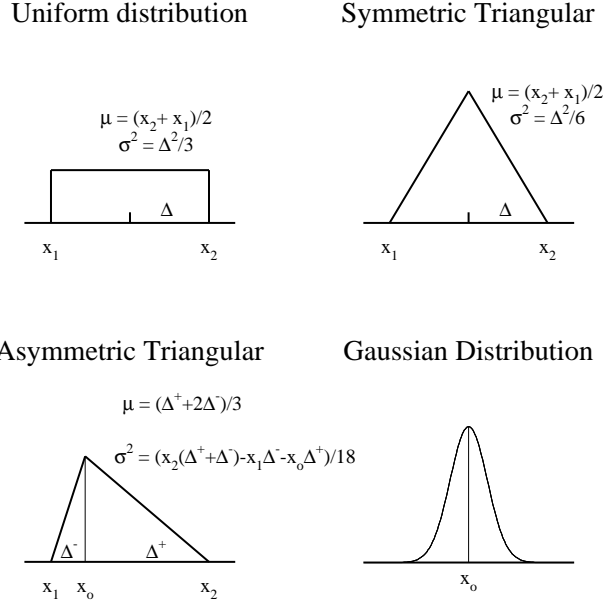 Uniform distribution
μ = (x₂+ x₁)/2
σ² = Δ²/3
Δ
x₁ x₂
Symmetric Triangular
μ = (x₂+ x₁)/2
σ² = Δ²/6
Δ
x₁ x₂
Asymmetric Triangular
μ = (Δ⁺+2Δ⁻)/3
σ² = (x₂(Δ⁺+Δ⁻)-x₁Δ⁻-xₒΔ⁺)/18
Δ⁻ Δ⁺
x₁ xₒ x₂
Gaussian Distribution
xₒ